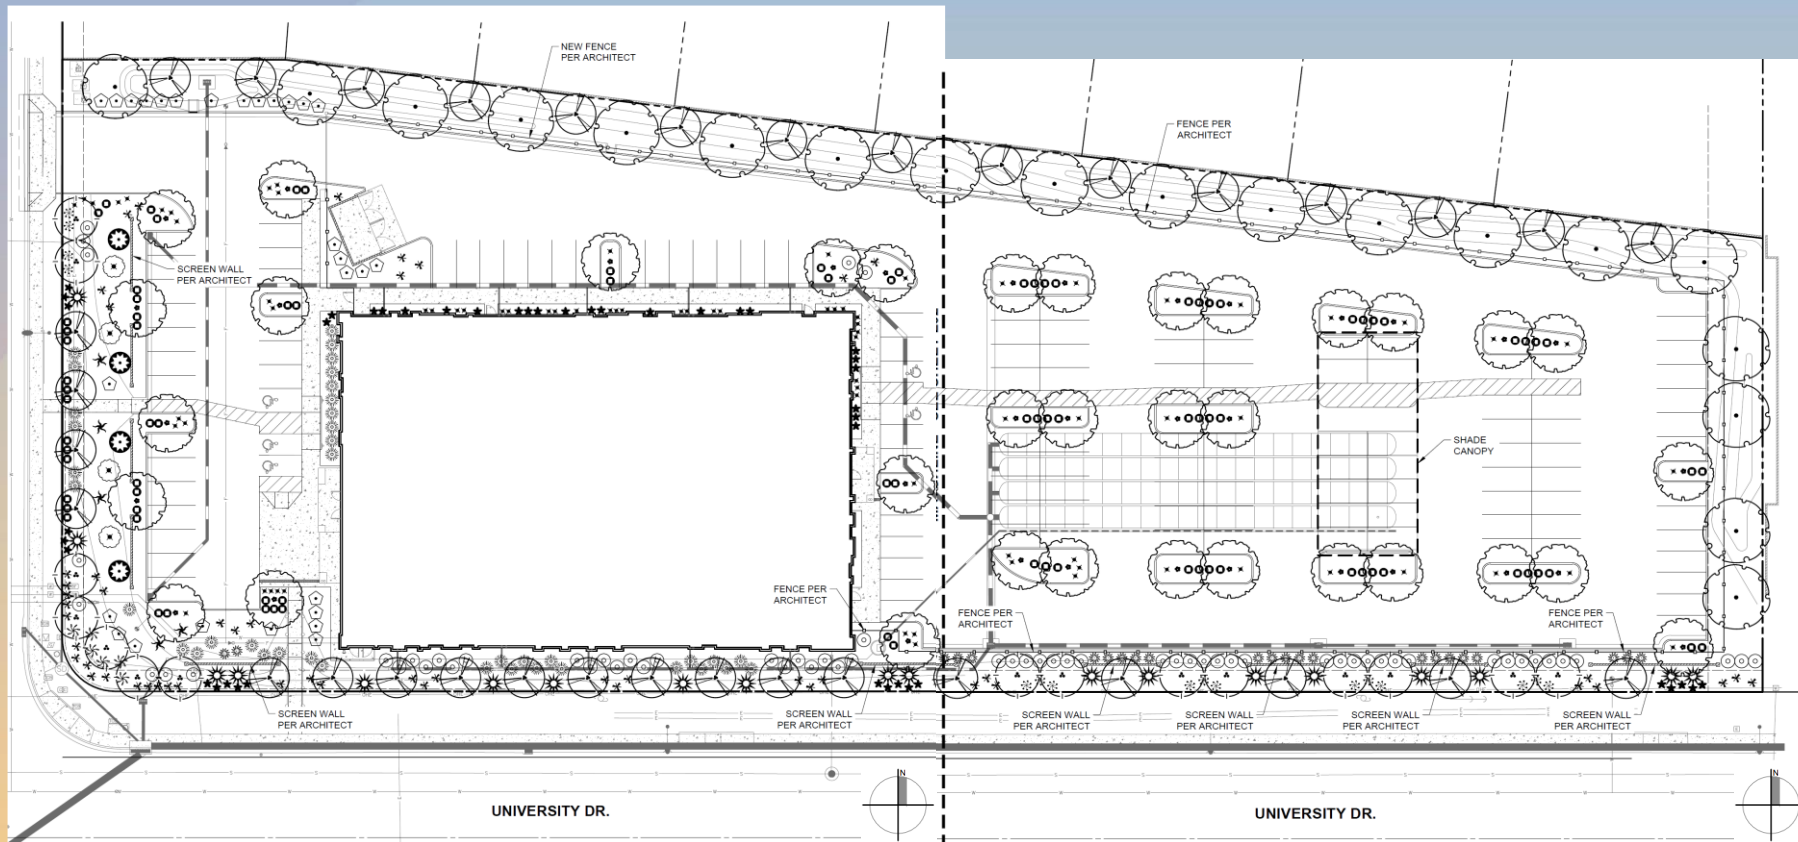 NEW FENCE
PER ARCHITECT
FENCE PER
ARCHITECT
SCREEN WALL
PER ARCHITECT
SHADE
CANOPY
FENCE PER
ARCHITECT
FENCE PER
ARCHITECT
FENCE PER
ARCHITECT
SCREEN WALL
PER ARCHITECT
SCREEN WALL
PER ARCHITECT
SCREEN WALL
PER ARCHITECT
SCREEN WALL
PER ARCHITECT
SCREEN WALL
PER ARCHITECT
SCREEN WALL
PER ARCHITECT
N
N
UNIVERSITY DR.
UNIVERSITY DR.